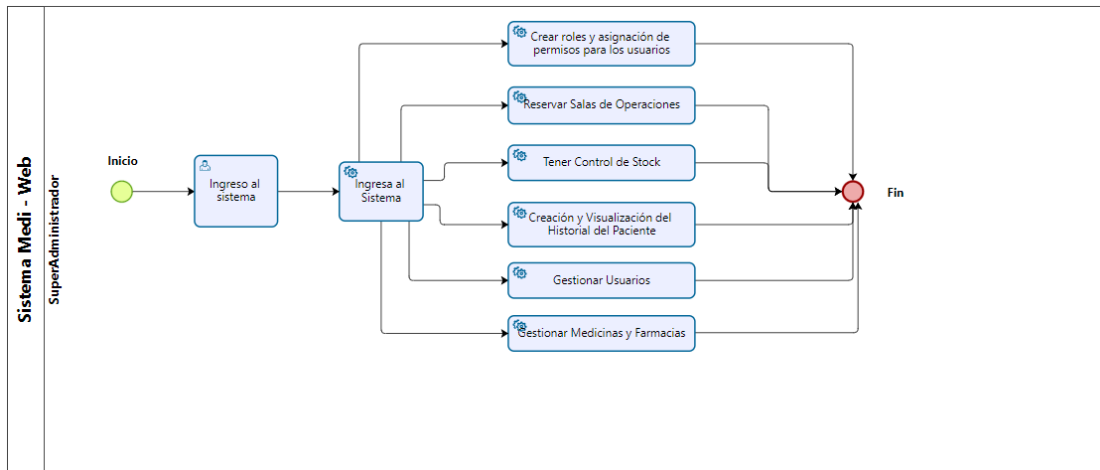 Sistema Medi - Web
SuperAdministrador
Inicio
Ingreso al
sistema
Ingresa al
Sistema
Crear roles y asignación de
permisos para los usuarios
Reservar Salas de Operaciones
Tener Control de Stock
Creación y Visualización del
Historial del Paciente
Gestionar Usuarios
Gestionar Medicinas y Farmacias
Fin